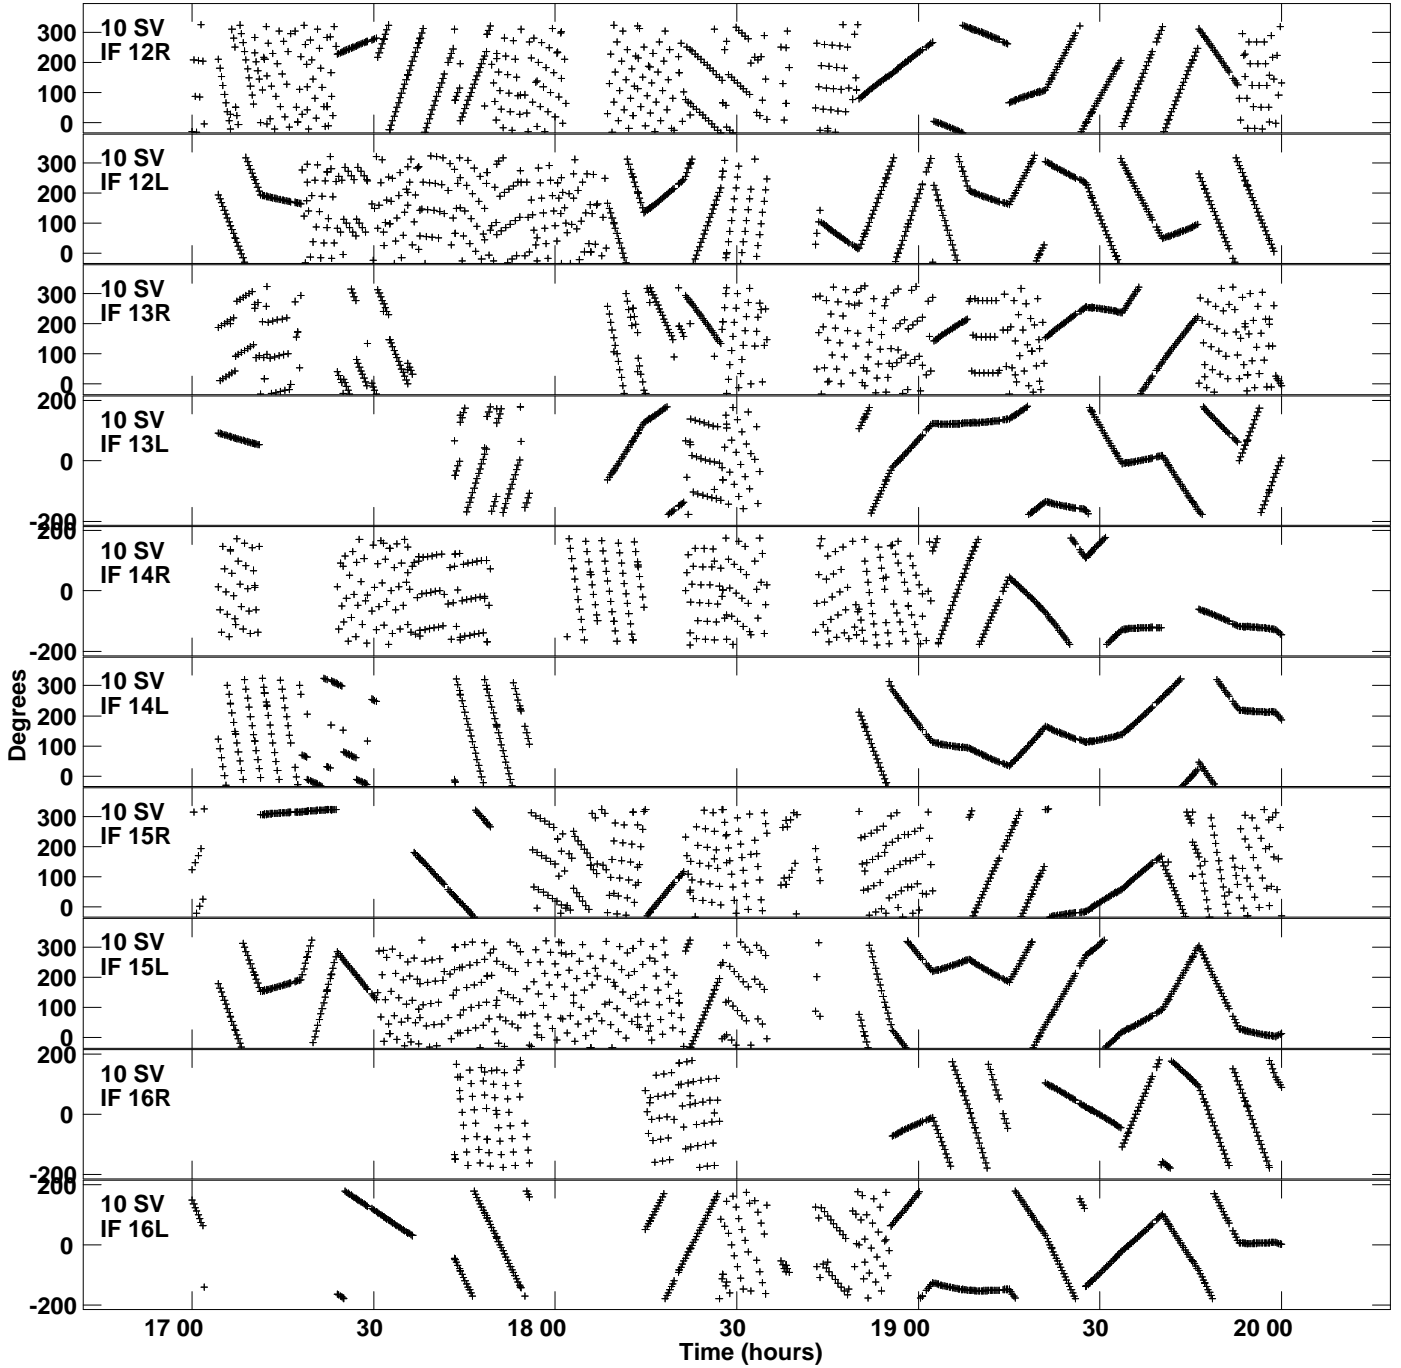 10 SV
IF 12R
300
200
100
0
10 SV
IF 12L
300
200
100
0
10 SV
IF 13R
300
200
100
0
10 SV
IF 13L
200
0
-200
10 SV
IF 14R
200
0
-200
10 SV
IF 14L
300
200
100
0
10 SV
IF 15R
300
200
100
0
10 SV
IF 15L
300
200
100
0
10 SV
IF 16R
200
0
-200
10 SV
IF 16L
200
0
-200
Degrees
17 00 30 18 00 30 19 00 30 20 00
Time (hours)